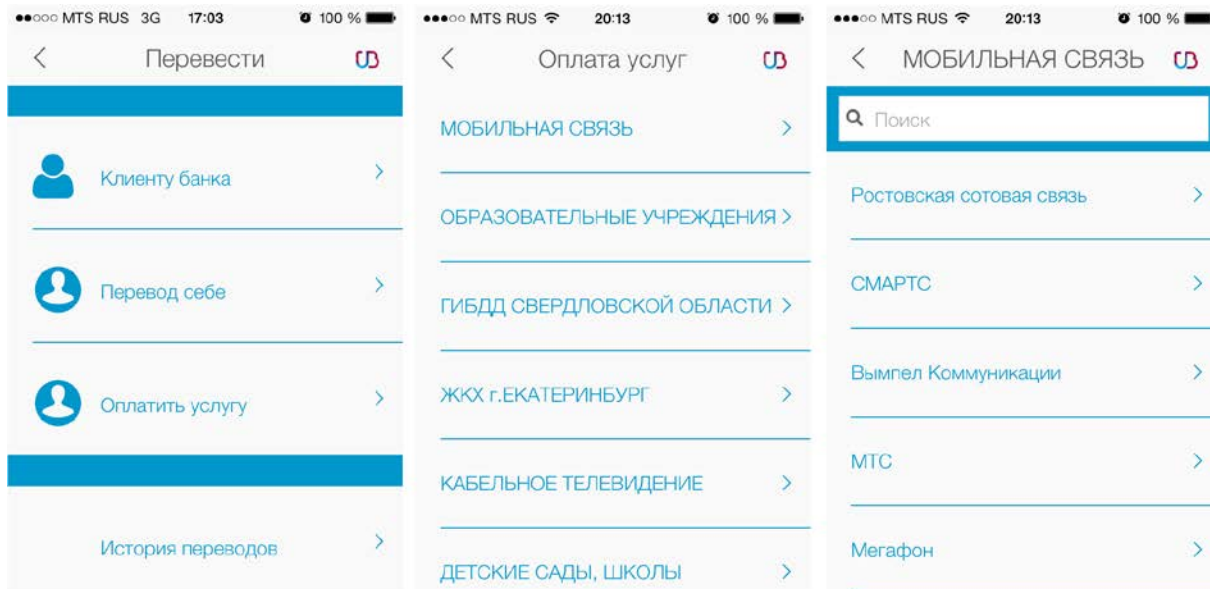 MTS RUS 3G 17:03 100 %
Перевести
Клиенту банка
Перевод себе
Оплатить услугу
История переводов
MTS RUS 20:13 100 %
Оплата услуг
МОБИЛЬНАЯ СВЯЗЬ
ОБРАЗОВАТЕЛЬНЫЕ УЧРЕЖДЕНИЯ
ГИБДД СВЕРДЛОВСКОЙ ОБЛАСТИ
ЖКХ г.ЕКАТЕРИНБУРГ
КАБЕЛЬНОЕ ТЕЛЕВИДЕНИЕ
ДЕТСКИЕ САДЫ, ШКОЛЫ
MTS RUS 20:13 100 %
МОБИЛЬНАЯ СВЯЗЬ
Поиск
Ростовская сотовая связь
СМАРТС
Вымпел Коммуникации
МТС
Мегафон